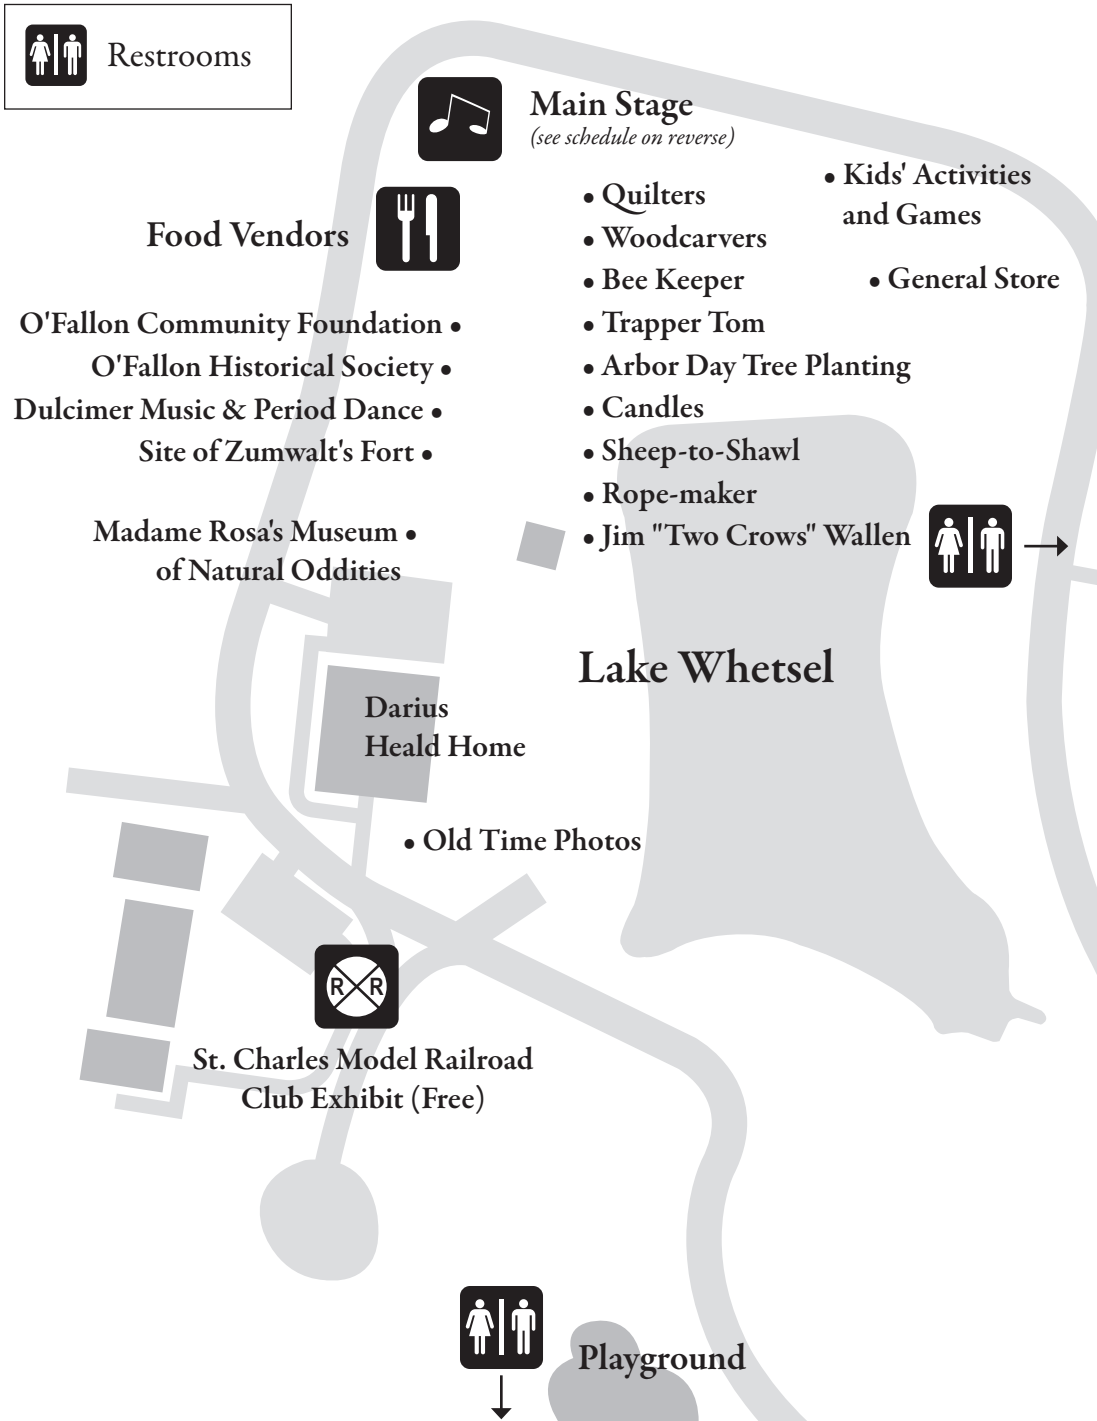 Restrooms
Main Stage
(see schedule on reverse)
• Kids' Activities
and Games
• Quilters
Food Vendors
• Woodcarvers
• Bee Keeper
• General Store
O'Fallon Community Foundation •
• Trapper Tom
O'Fallon Historical Society •
• Arbor Day Tree Planting
Dulcimer Music & Period Dance •
• Candles
Site of Zumwalt's Fort •
• Sheep-to-Shawl
• Rope-maker
Madame Rosa's Museum •
of Natural Oddities
• Jim "Two Crows" Wallen
Lake Whetsel
Darius
Heald Home
• Old Time Photos
R R
St. Charles Model Railroad
Club Exhibit (Free)
Playground